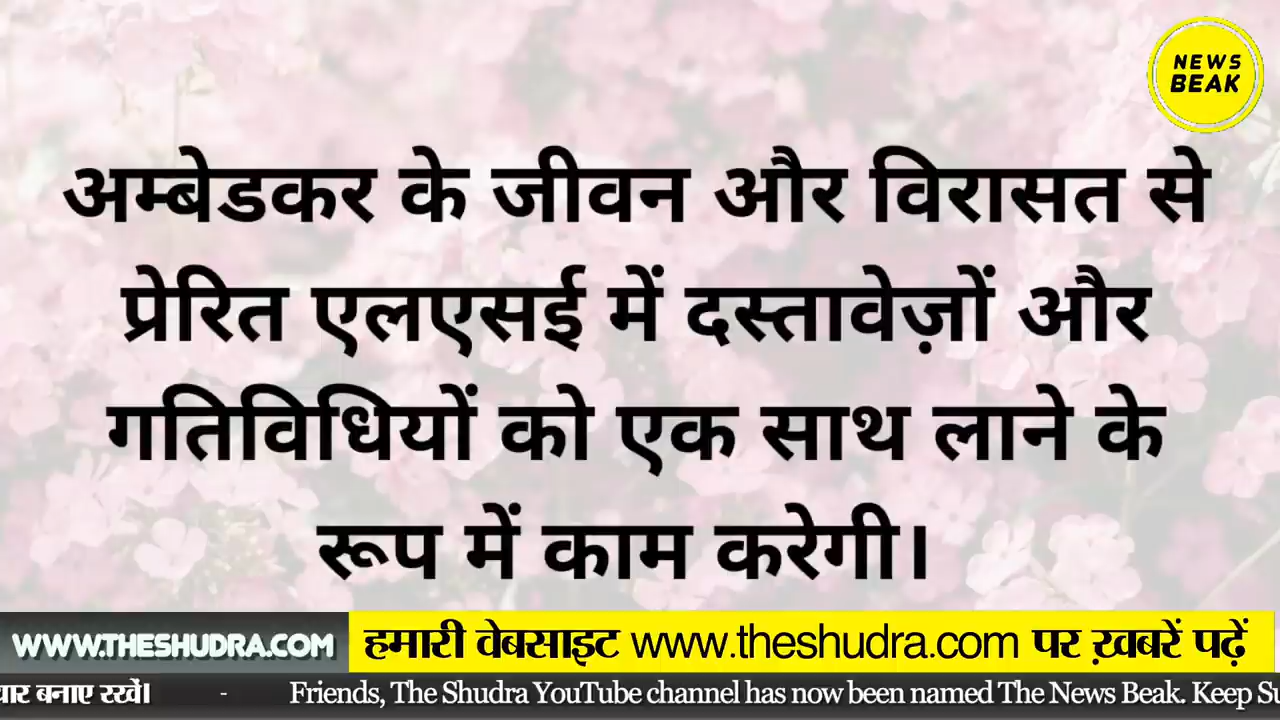 NEWS
BEAK
अम्बेडकर के जीवन और विरासत से
प्रेरित एलएसई में दस्तावेज़ों और
गतिविधियों को एक साथ लाने के
रूप में काम करेगी।
WWW.THESHUDRA.COM
हमारी वेबसाइट www.theshudra.com पर ख़बरें पढ़ें
बनाए रखें। - Friends, The Shudra YouTube channel has now been named The News Beak. Keep